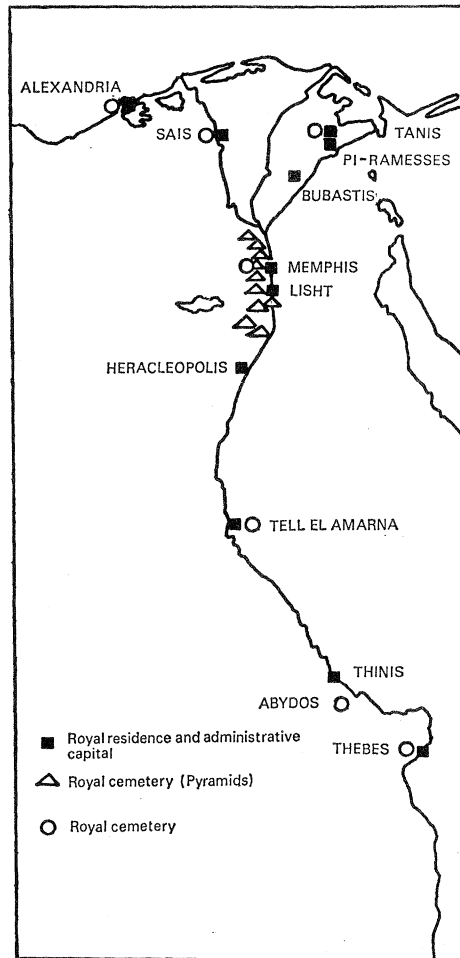 ALEXANDRIA
SAIS
TANIS
PI-RAMESSES
BUBASTIS
MEMPHIS
LISHT
HERACLEOPOLIS
TELL EL AMARNA
THINIS
ABYDOS
THEBES
Royal residence and administrative
capital
Royal cemetery (Pyramids)
Royal cemetery